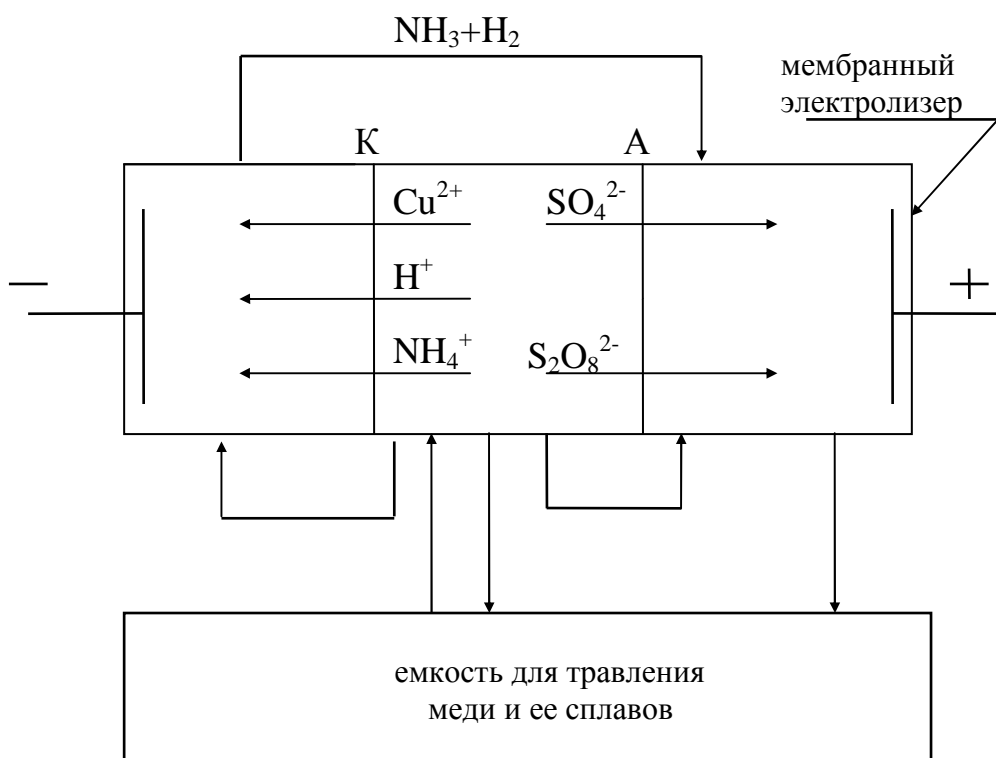 NH₃+H₂
мембранный
электролизер
К
А
Cu²⁺
SO₄²⁻
H⁺
NH₄⁺
S₂O₈²⁻
−
+
емкость для травления
меди и ее сплавов